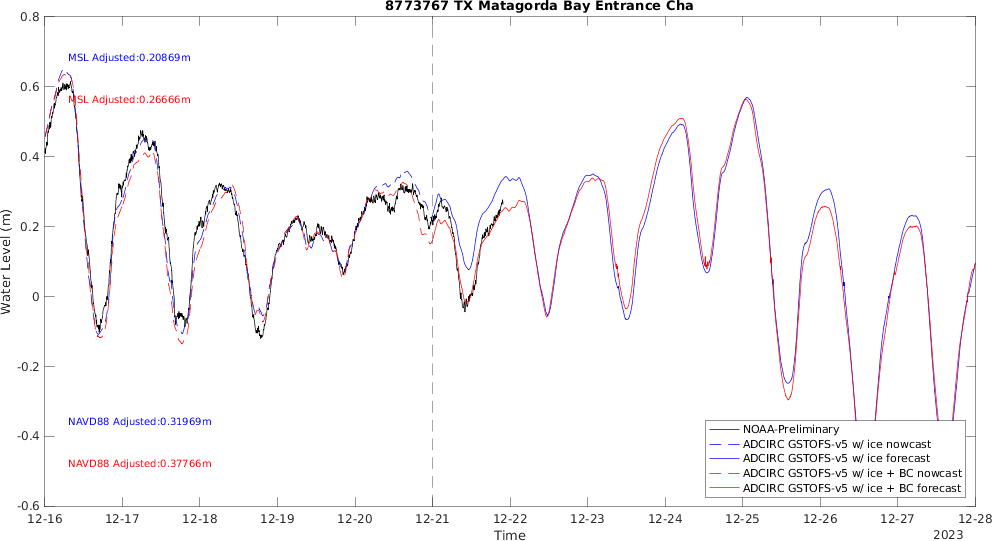 8773767 TX Matagorda Bay Entrance Cha
0.8
0.6
0.4
0.2
0
-0.2
-0.4
-0.6
Water Level (m)
MSL Adjusted:0.20869m
MSL Adjusted:0.26666m
NAVD88 Adjusted:0.31969m
NAVD88 Adjusted:0.37766m
NOAA-Preliminary
ADCIRC GSTOFS-v5 w/ ice nowcast
ADCIRC GSTOFS-v5 w/ ice forecast
ADCIRC GSTOFS-v5 w/ ice + BC nowcast
ADCIRC GSTOFS-v5 w/ ice + BC forecast
12-16 12-17 12-18 12-19 12-20 12-21 12-22 12-23 12-24 12-25 12-26 12-27 12-28
Time
2023